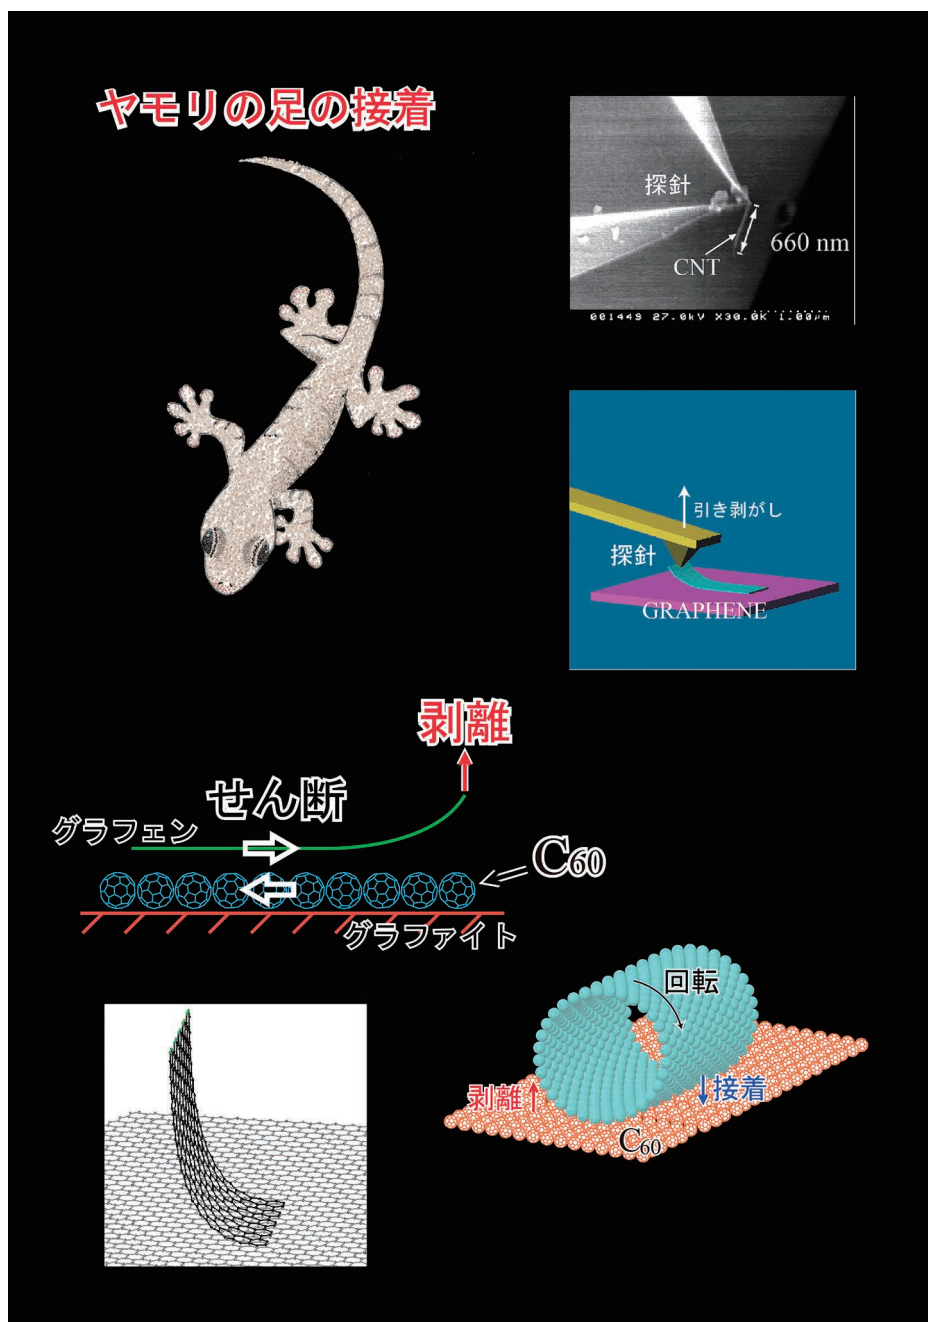 ヤモリの足の接着
探針
660 nm
CNT
001449 27.0kV X30.0K 1.00µm
引き剥がし
探針
GRAPHENE
剥離
せん断
グラフェン
C60
グラファイト
回転
剥離
接着
C60